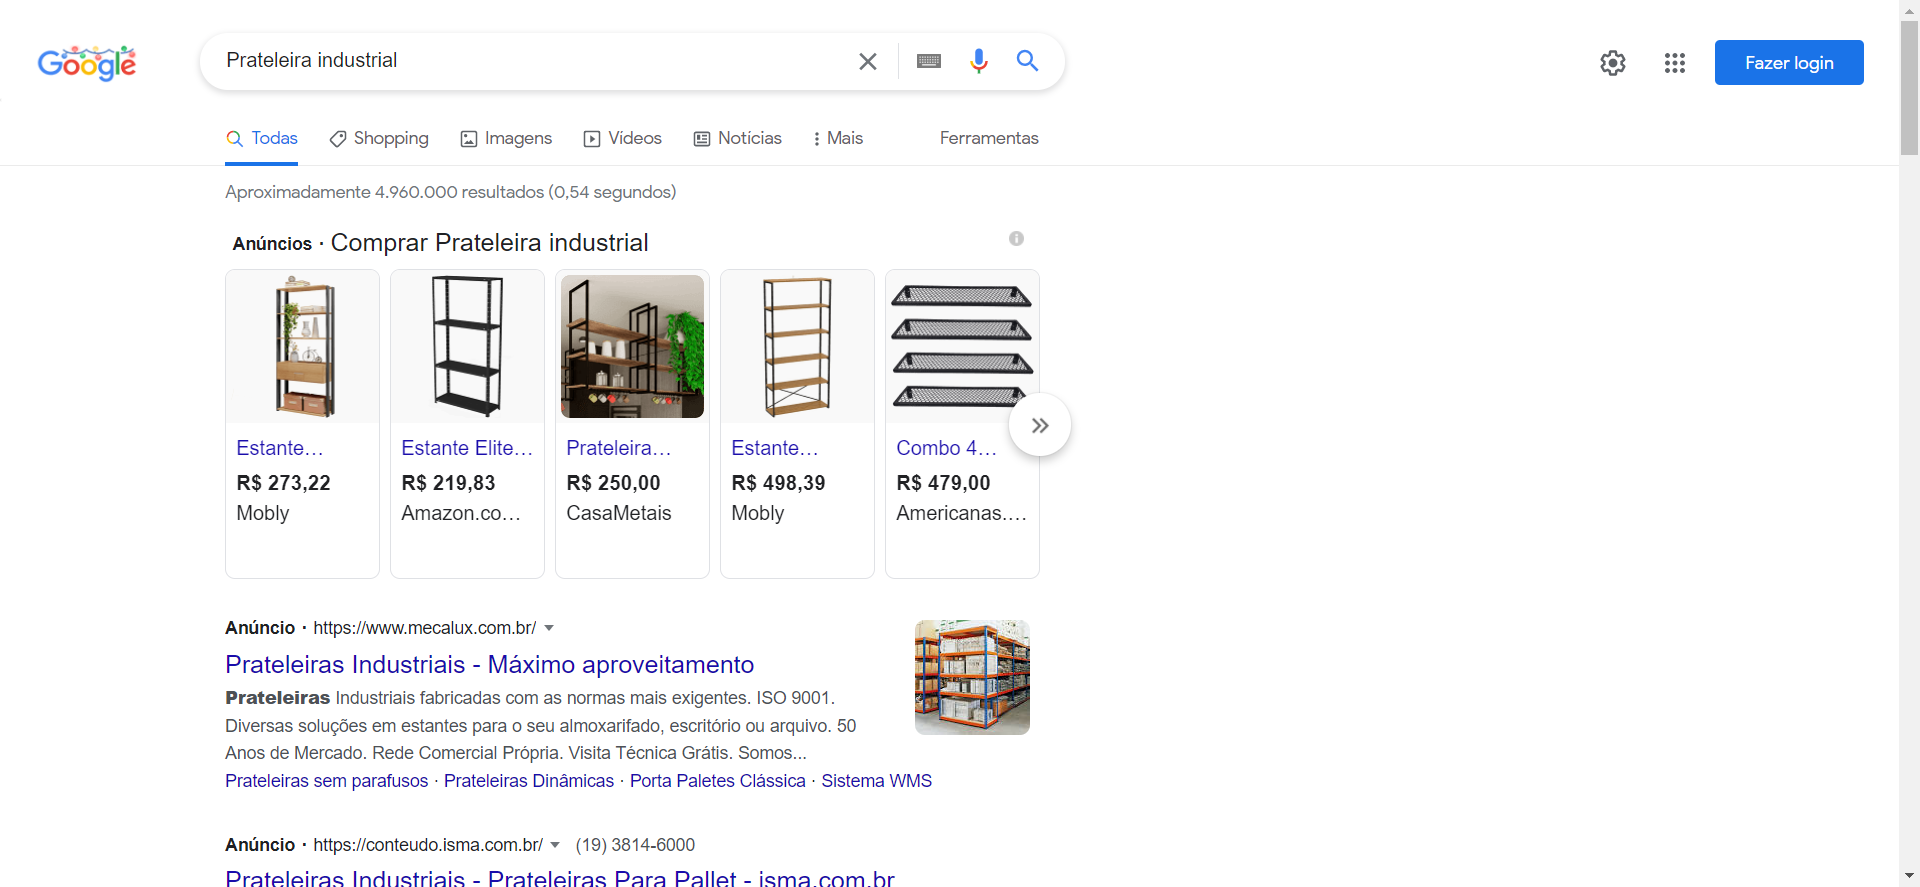 Google
Prateleira industrial
Fazer login
Todas
Shopping
Imagens
Vídeos
Notícias
Mais
Ferramentas
Aproximadamente 4.960.000 resultados (0,54 segundos)
Anúncios · Comprar Prateleira industrial
Estante...
R$ 273,22
Mobly
Estante Elite...
R$ 219,83
Amazon.co...
Prateleira...
R$ 250,00
CasaMetais
Estante...
R$ 498,39
Mobly
Combo 4...
R$ 479,00
Americanas....
Anúncio · https://www.mecalux.com.br/
Prateleiras Industriais - Máximo aproveitamento
Prateleiras Industriais fabricadas com as normas mais exigentes. ISO 9001.
Diversas soluções em estantes para o seu almoxarifado, escritório ou arquivo. 50
Anos de Mercado. Rede Comercial Própria. Visita Técnica Grátis. Somos...
Prateleiras sem parafusos · Prateleiras Dinâmicas · Porta Paletes Clássica · Sistema WMS
Anúncio · https://conteudo.isma.com.br/ (19) 3814-6000
Prateleiras Industriais - Prateleiras Para Pallet - isma.com.br